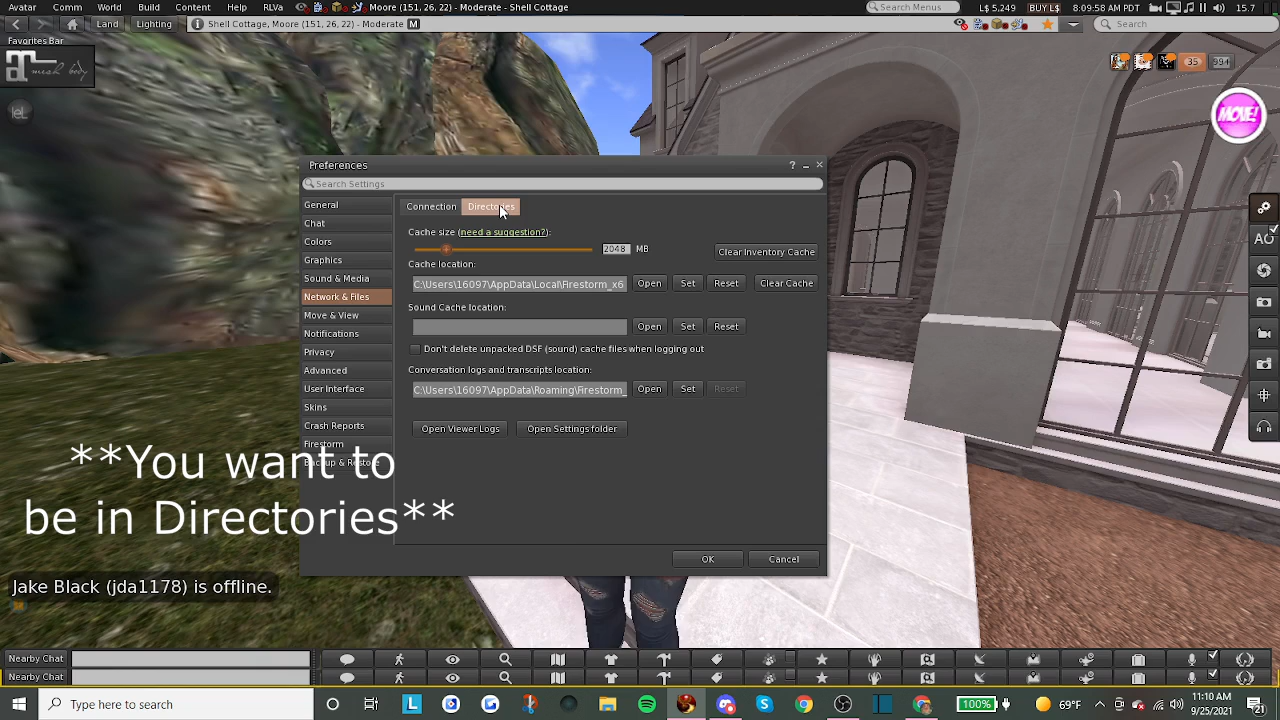 Avatar Comm World Build Content Help RLVa Moore (151, 26, 22) - Moderate - Shell Cottage Search Menus L$ 5,249 BUY L$ 8:09:58 AM PDT 15.7
Land Lighting Shell Cottage, Moore (151, 26, 22) - Moderate M Search
Favorites Bar
mesh body
35
MOVE!
AO
Preferences
Search Settings
General
Chat
Colors
Graphics
Sound & Media
Network & Files
Move & View
Notifications
Privacy
Advanced
User Interface
Skins
Crash Reports
Firestorm
Backup & Restore
Connection Directories
Cache size (need a suggestion?):
2048 MB Clear Inventory Cache
Cache location:
C:\Users\16097\AppData\Local\Firestorm_x6 Open Set Reset Clear Cache
Sound Cache location:
Open Set Reset
Don't delete unpacked DSF (sound) cache files when logging out
Conversation logs and transcripts location:
C:\Users\16097\AppData\Roaming\Firestorm_ Open Set Reset
Open Viewer Logs Open Settings folder
OK Cancel
**You want to
be in Directories**
Jake Black (jda1178) is offline.
Nearby Chat
Nearby Chat
Type here to search
100% 69°F 11:10 AM
9/25/2021